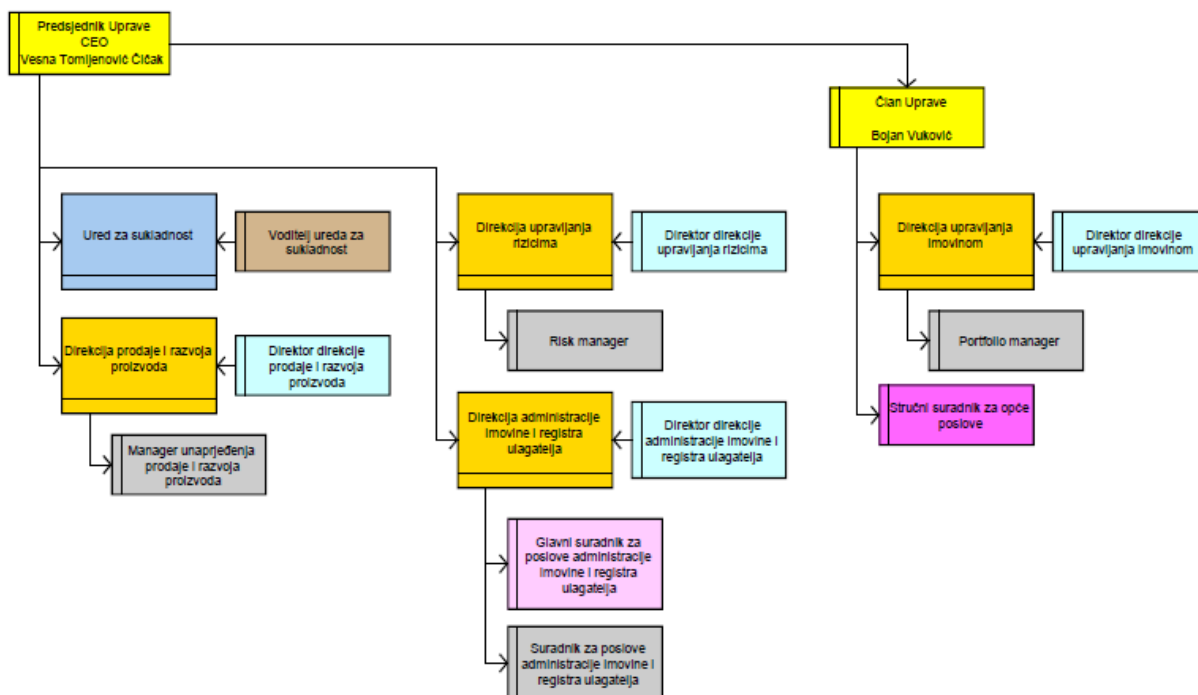 Predsjednik Uprave
CEO
Vesna Tomljenović Čičak
Član Uprave
Bojan Vuković
Ured za sukladnost
Voditelj ureda za
sukladnost
Direkcija upravljanja
rizicima
Direktor direkcije
upravljanja rizicima
Direkcija upravljanja
imovinom
Direktor direkcije
upravljanja imovinom
Risk manager
Portfolio manager
Direkcija prodaje i razvoja
proizvoda
Direktor direkcije
prodaje i razvoja
proizvoda
Manager unaprjeđenja
prodaje i razvoja
proizvoda
Direkcija administracije
imovine i registra
ulagatelja
Direktor direkcije
administracije imovine i
registra ulagatelja
Stručni suradnik za opće
poslove
Glavni suradnik za
poslove administracije
imovine i registra
ulagatelja
Suradnik za poslove
administracije imovine i
registra ulagatelja